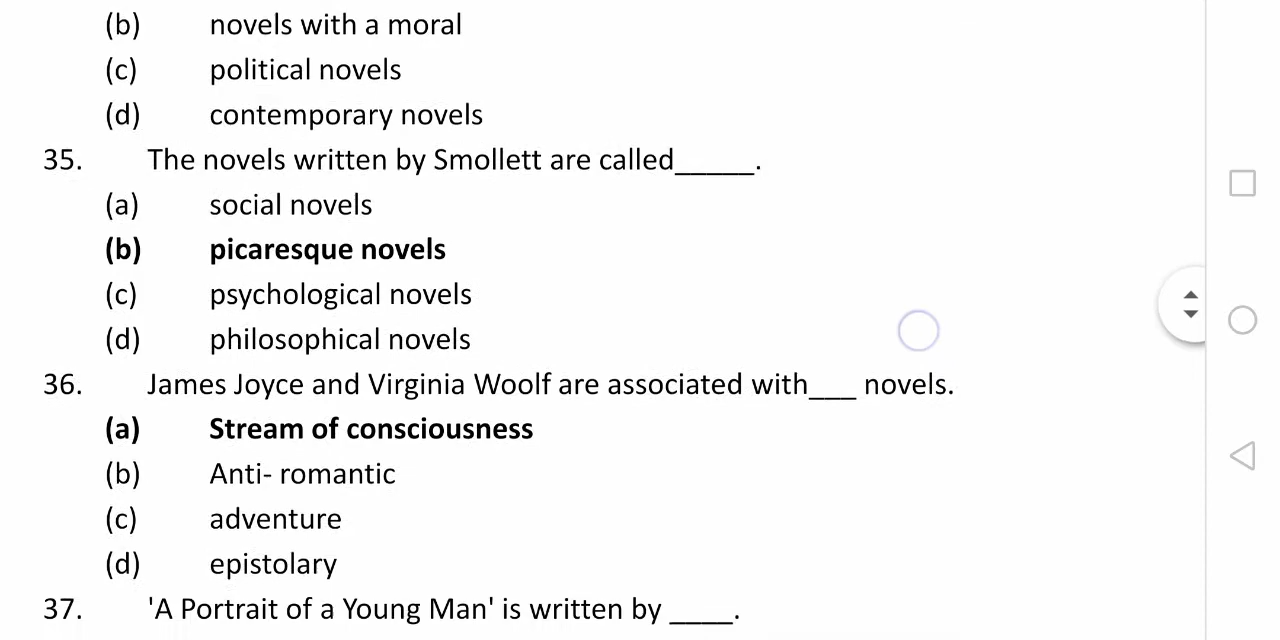 (b) novels with a moral
(c) political novels
(d) contemporary novels
35. The novels written by Smollett are called_____.
(a) social novels
(b) picaresque novels
(c) psychological novels
(d) philosophical novels
36. James Joyce and Virginia Woolf are associated with___ novels.
(a) Stream of consciousness
(b) Anti- romantic
(c) adventure
(d) epistolary
37. 'A Portrait of a Young Man' is written by ____.